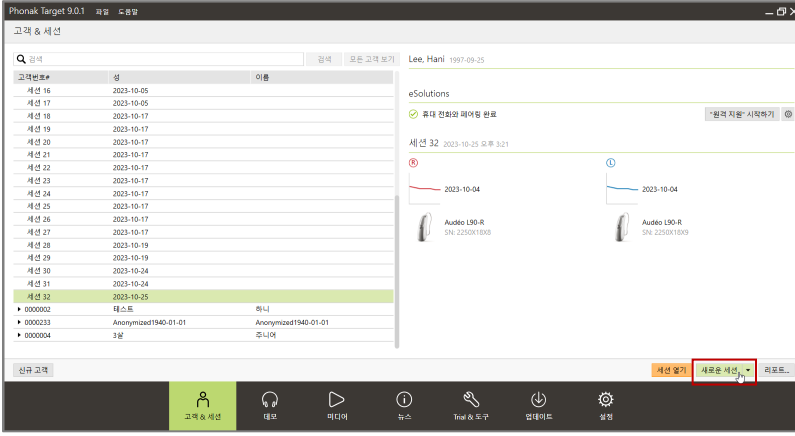 Phonak Target 9.0.1 파일 도움말
고객 & 세션
검색 검색 모든 고객 보기
고객번호# 성 이름
세션 16 2023-10-05
세션 17 2023-10-05
세션 18 2023-10-17
세션 19 2023-10-17
세션 20 2023-10-17
세션 21 2023-10-17
세션 22 2023-10-17
세션 23 2023-10-17
세션 24 2023-10-17
세션 25 2023-10-17
세션 26 2023-10-17
세션 27 2023-10-17
세션 28 2023-10-19
세션 29 2023-10-19
세션 30 2023-10-24
세션 31 2023-10-24
세션 32 2023-10-25
0000002 테스트 하니
0000233 Anonymized1940-01-01 Anonymized1940-01-01
0000004 3살 주니어
Lee, Hani 1997-09-25
eSolutions
휴대 전화와 페어링 완료 "원격 지원" 시작하기
세션 32 2023-10-25 오후 3:21
R L
2023-10-04 2023-10-04
Audéo L90-R Audéo L90-R
SN: 2250X18X8 SN: 2250X18X9
신규 고객 세션 열기 새로운 세션 리포트...
고객 & 세션 데모 미디어 뉴스 Trial & 도구 업데이트 설정